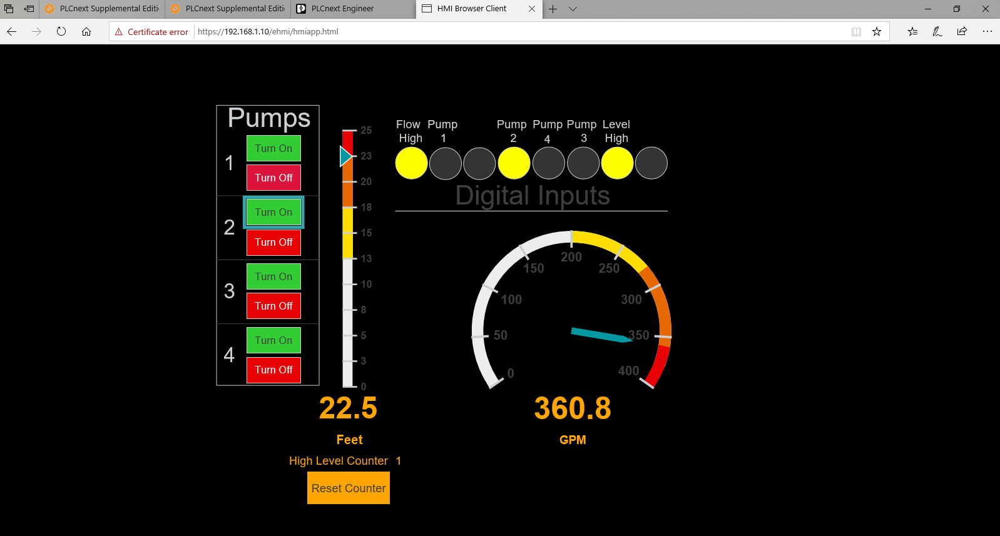 PLCnext Supplemental Editi
PLCnext Supplemental Editi
PLCnext Engineer
HMI Browser Client
Certificate error
https://192.168.1.10/ehmi/hmiapp.html
Pumps
1
Turn On
Turn Off
2
Turn On
Turn Off
3
Turn On
Turn Off
4
Turn On
Turn Off
25
23
20
18
15
13
10
8
5
3
0
22.5
Feet
High Level Counter 1
Reset Counter
Flow High
Pump 1
Pump 2
Pump 4
Pump 3
Level High
Digital Inputs
0
50
100
150
200
250
300
350
400
360.8
GPM